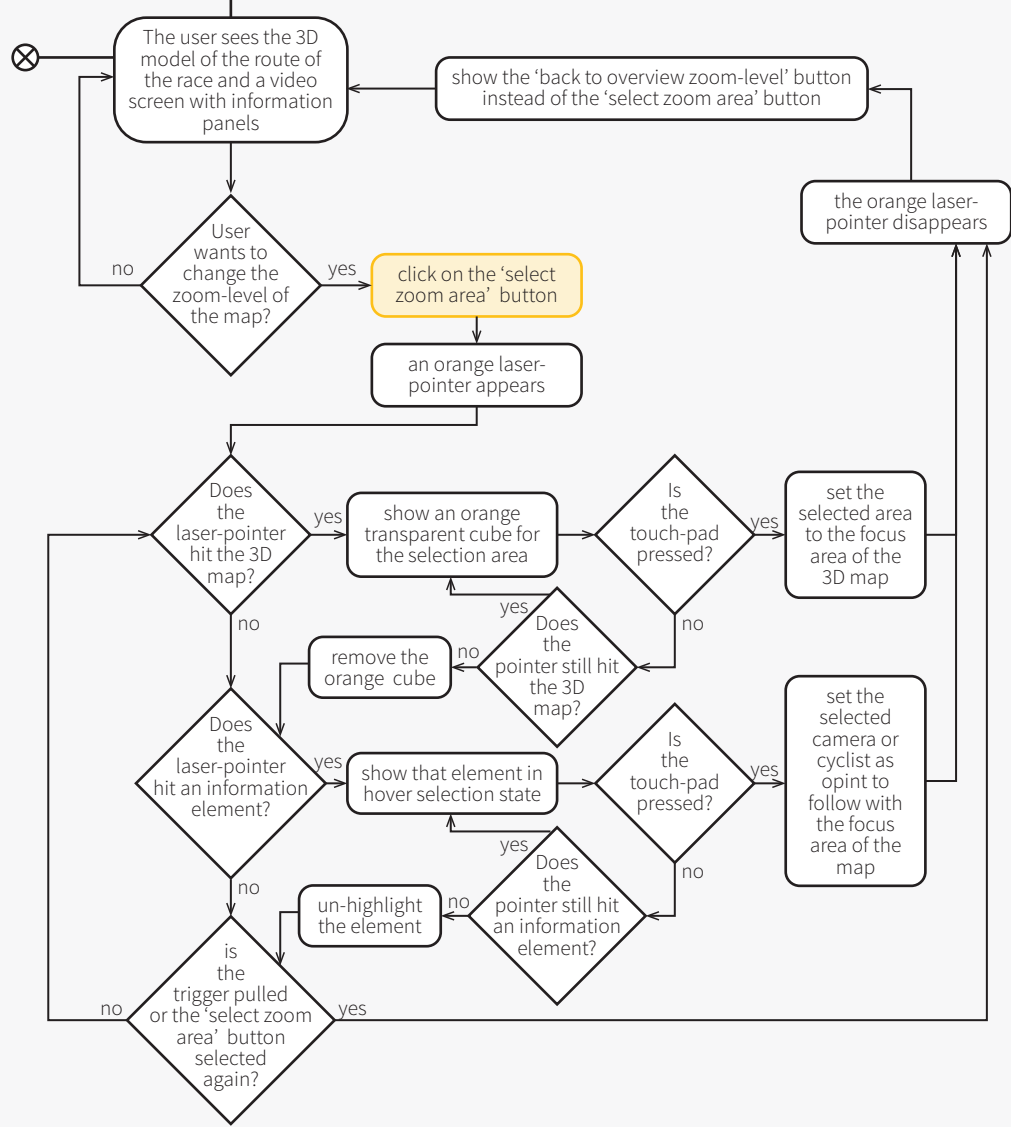 The user sees the 3D
model of the route of
the race and a video
screen with information
panels
show the ‘back to overview zoom-level’ button
instead of the ‘select zoom area’ button
the orange laser-
pointer disappears
User
wants to
change the
zoom-level of
the map?
no
yes
click on the ‘select
zoom area’ button
an orange laser-
pointer appears
Does
the
laser-pointer
hit the 3D
map?
yes
no
show an orange
transparent cube for
the selection area
Is
the
touch-pad
pressed?
yes
no
set the
selected area
to the focus
area of the
3D map
Does
the
pointer still hit
the 3D
map?
yes
no
remove the
orange cube
Does
the
laser-pointer
hit an information
element?
yes
no
show that element in
hover selection state
Is
the
touch-pad
pressed?
yes
no
set the
selected
camera or
cyclist as
opint to
follow with
the focus
area of the
map
Does
the
pointer still hit
an information
element?
yes
no
un-highlight
the element
is
the
trigger pulled
or the ‘select zoom
area’ button
selected
again?
no
yes